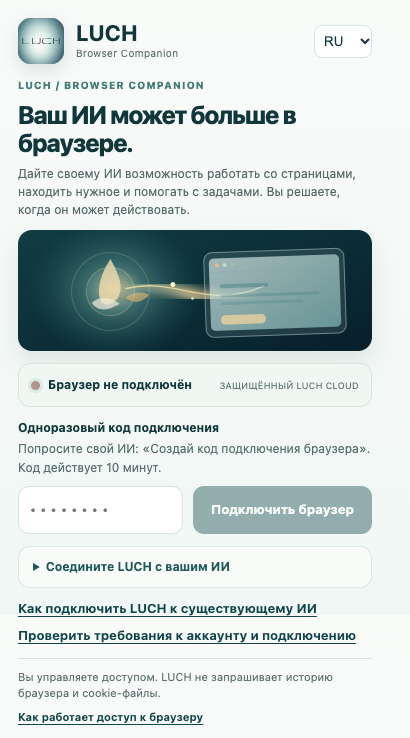 LUCH
LUCH
Browser Companion
RU
LUCH / BROWSER COMPANION
Ваш ИИ может больше в
браузере.
Дайте своему ИИ возможность работать со страницами,
находить нужное и помогать с задачами. Вы решаете,
когда он может действовать.
Браузер не подключён
ЗАЩИЩЁННЫЙ LUCH CLOUD
Одноразовый код подключения
Попросите свой ИИ: «Создай код подключения браузера».
Код действует 10 минут.
• • • • • • • •
Подключить браузер
Соедините LUCH с вашим ИИ
Как подключить LUCH к существующему ИИ
Проверить требования к аккаунту и подключению
Вы управляете доступом. LUCH не запрашивает историю
браузера и cookie-файлы.
Как работает доступ к браузеру